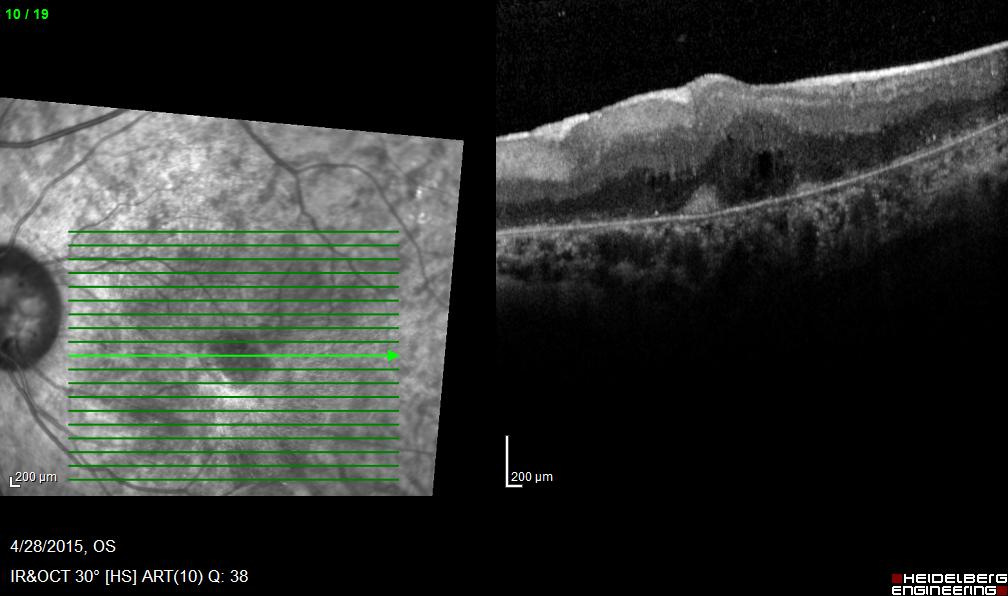 10 / 19
200 µm
200 µm
4/28/2015, OS
IR&OCT 30° [HS] ART(10) Q: 38
HEIDELBERG
ENGINEERING